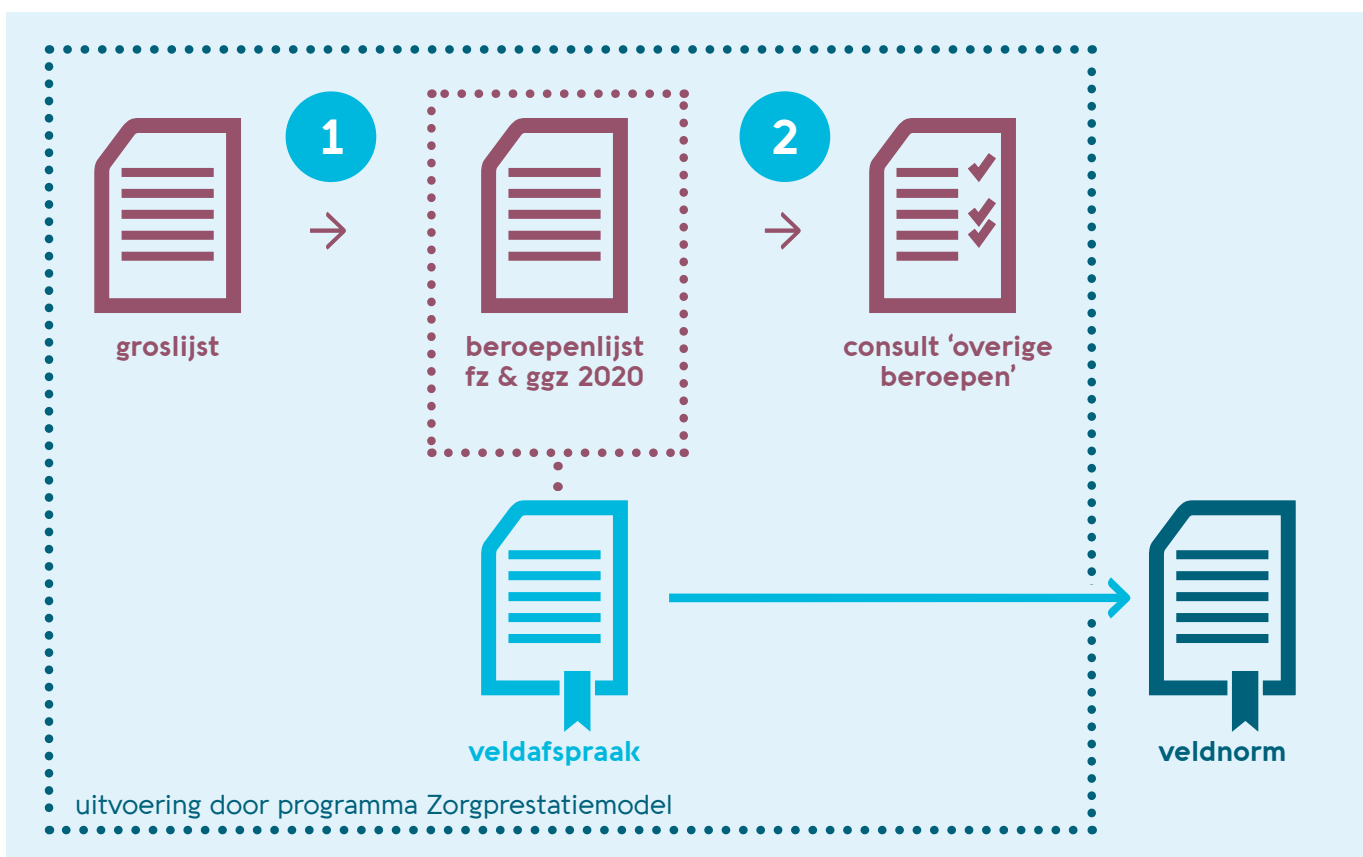 1
2
groslijst
beroepenlijst
fz & ggz 2020
consult ‘overige
beroepen’
veldafspraak
veldnorm
uitvoering door programma Zorgprestatiemodel